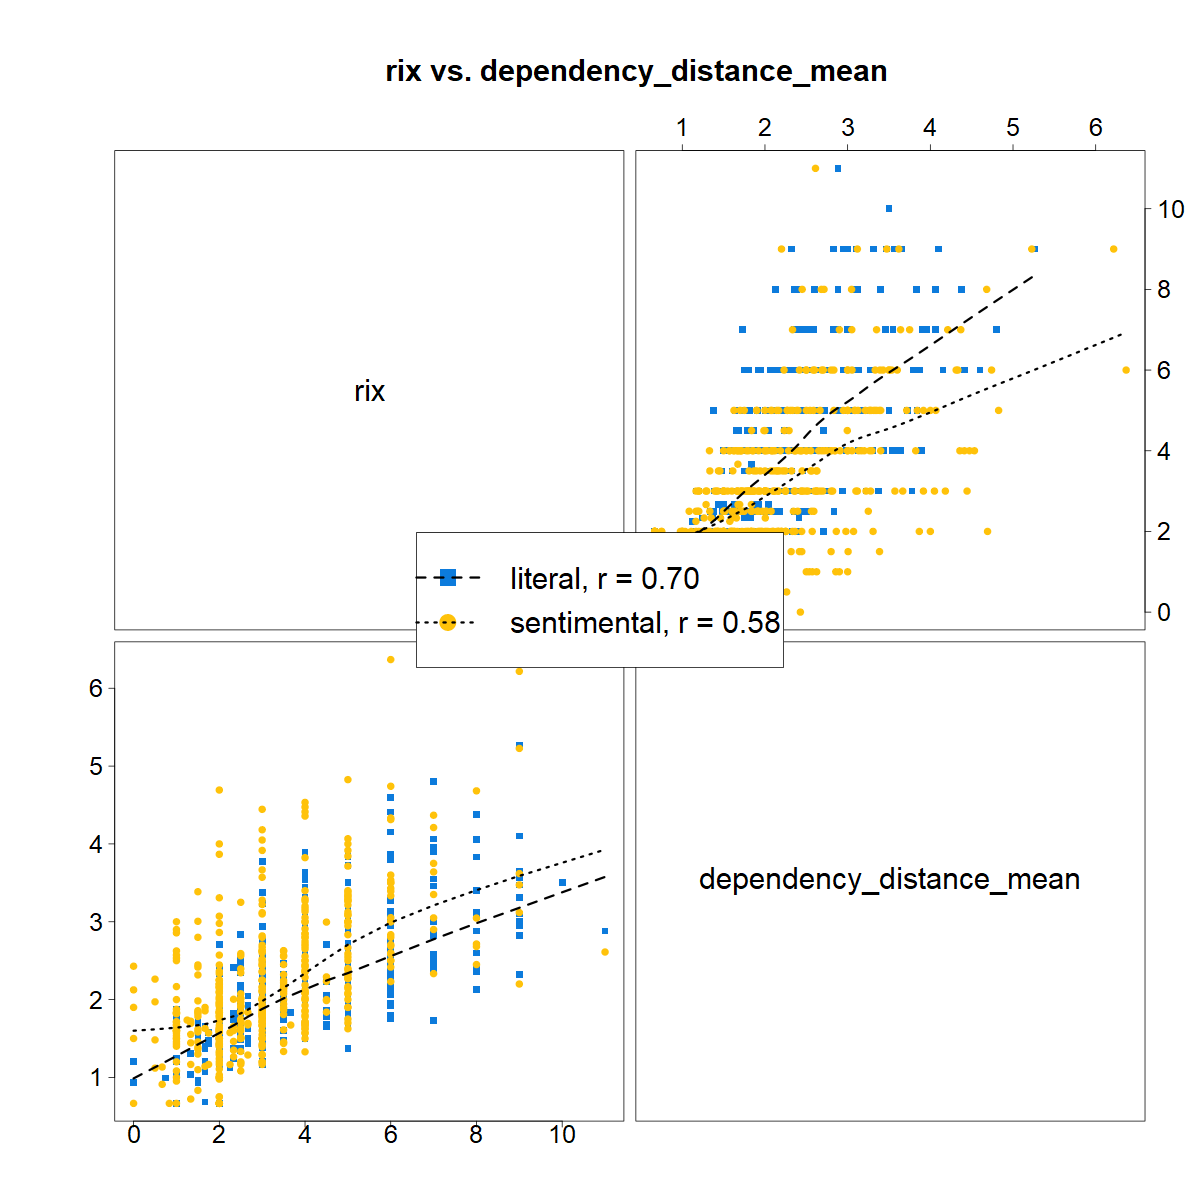 rix vs. dependency_distance_mean
1 2 3 4 5 6
rix
10
8
6
4
2
0
literal, r = 0.70
sentimental, r = 0.58
6
5
4
3
2
1
dependency_distance_mean
0 2 4 6 8 10